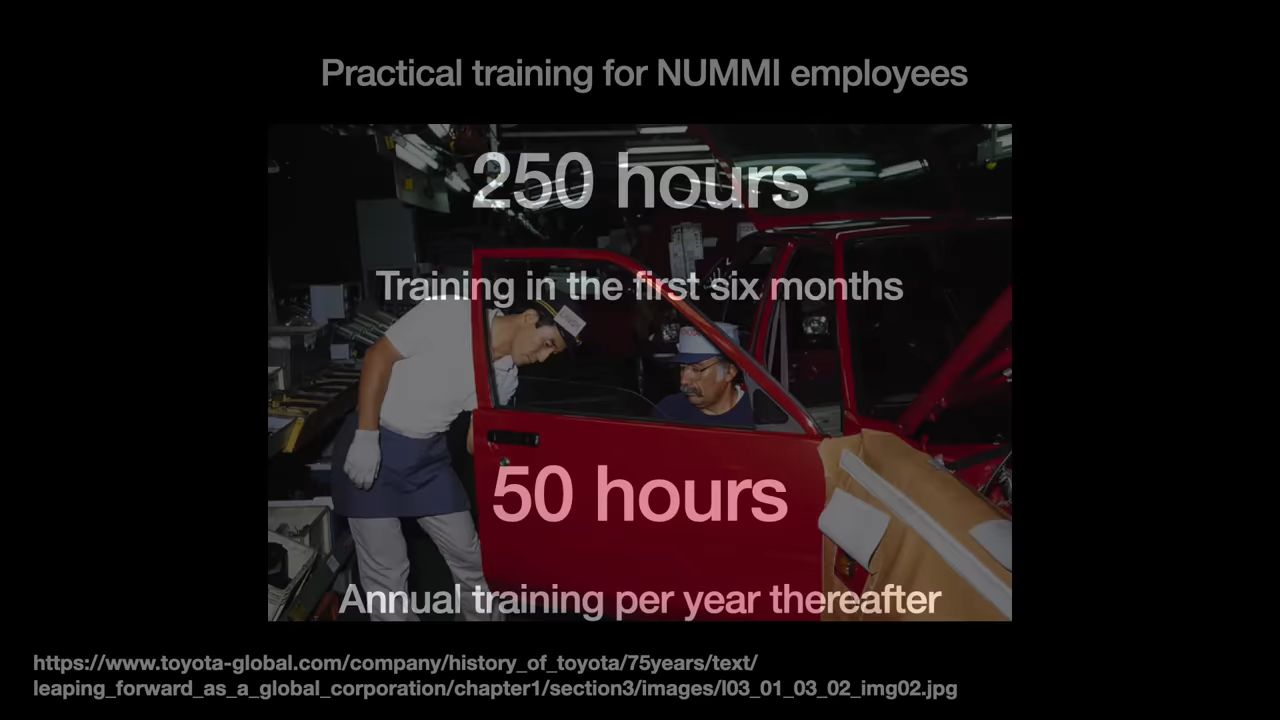 Practical training for NUMMI employees
250 hours
Training in the first six months
50 hours
Annual training per year thereafter
https://www.toyota-global.com/company/history_of_toyota/75years/text/
leaping_forward_as_a_global_corporation/chapter1/section3/images/l03_01_03_02_img02.jpg